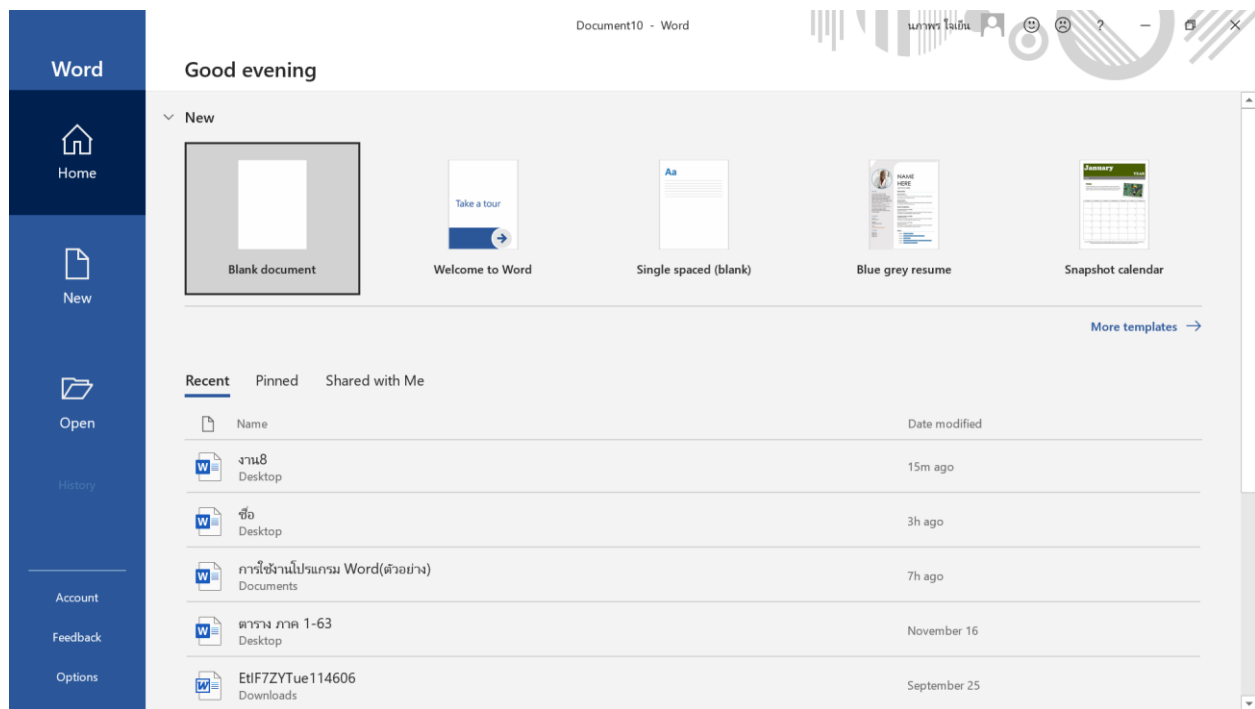 Document10 - Word
นภาพร ใจเย็น
?
Word
Good evening
Home
New
Open
History
Account
Feedback
Options
New
Take a tour
Aa
NAME
HERE
January
Blank document
Welcome to Word
Single spaced (blank)
Blue grey resume
Snapshot calendar
More templates
Recent Pinned Shared with Me
Name Date modified
งาน8
Desktop
15m ago
ชื่อ
Desktop
3h ago
การใช้งานโปรแกรม Word(ตัวอย่าง)
Documents
7h ago
ตาราง ภาค 1-63
Desktop
November 16
EtIF7ZYTue114606
Downloads
September 25